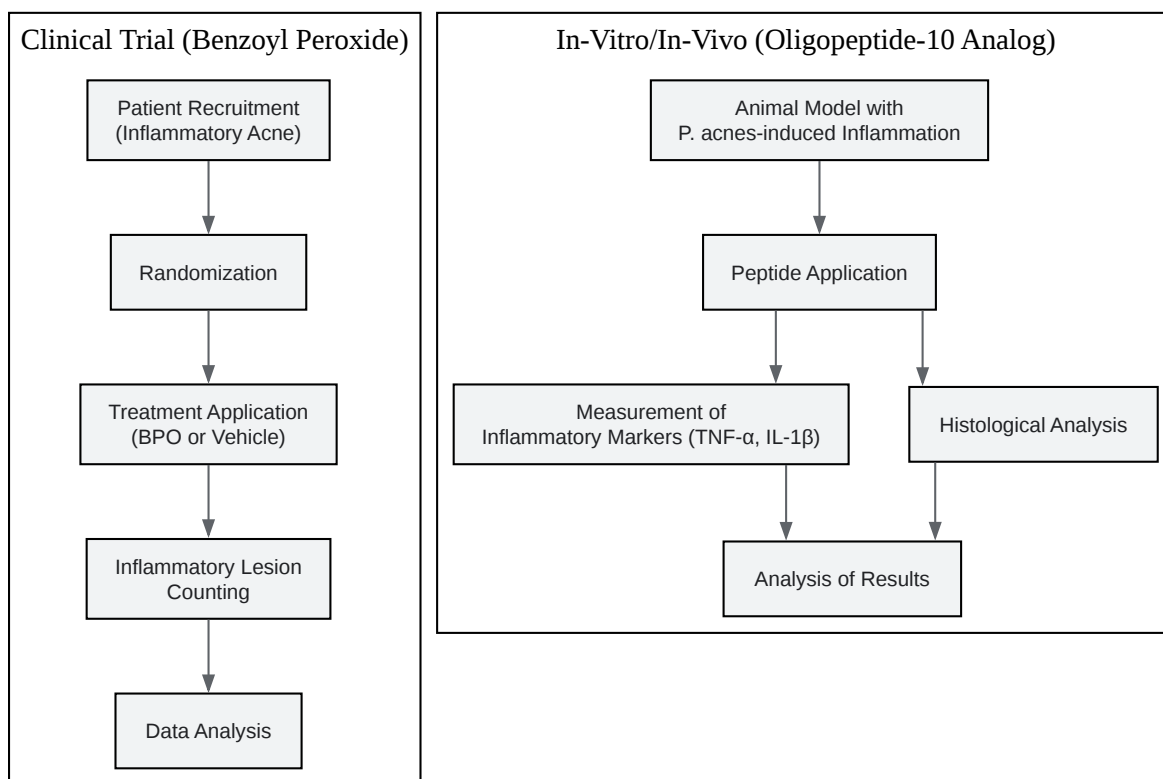 Clinical Trial (Benzoyl Peroxide)
Patient Recruitment
(Inflammatory Acne)
Randomization
Treatment Application
(BPO or Vehicle)
Inflammatory Lesion
Counting
Data Analysis
In-Vitro/In-Vivo (Oligopeptide-10 Analog)
Animal Model with
P. acnes-induced Inflammation
Peptide Application
Measurement of
Inflammatory Markers (TNF-α, IL-1β)
Histological Analysis
Analysis of Results